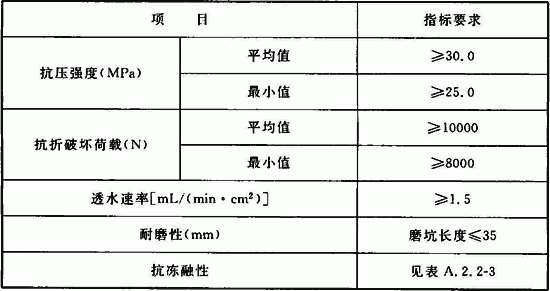 项 目 指标要求
抗压强度(MPa) 平均值 ≥30.0
最小值 ≥25.0
抗折破坏荷载(N) 平均值 ≥10000
最小值 ≥8000
透水速率[mL/(min·cm²)] ≥1.5
耐磨性(mm) 磨坑长度≤35
抗冻融性 见表 A.2.2-3